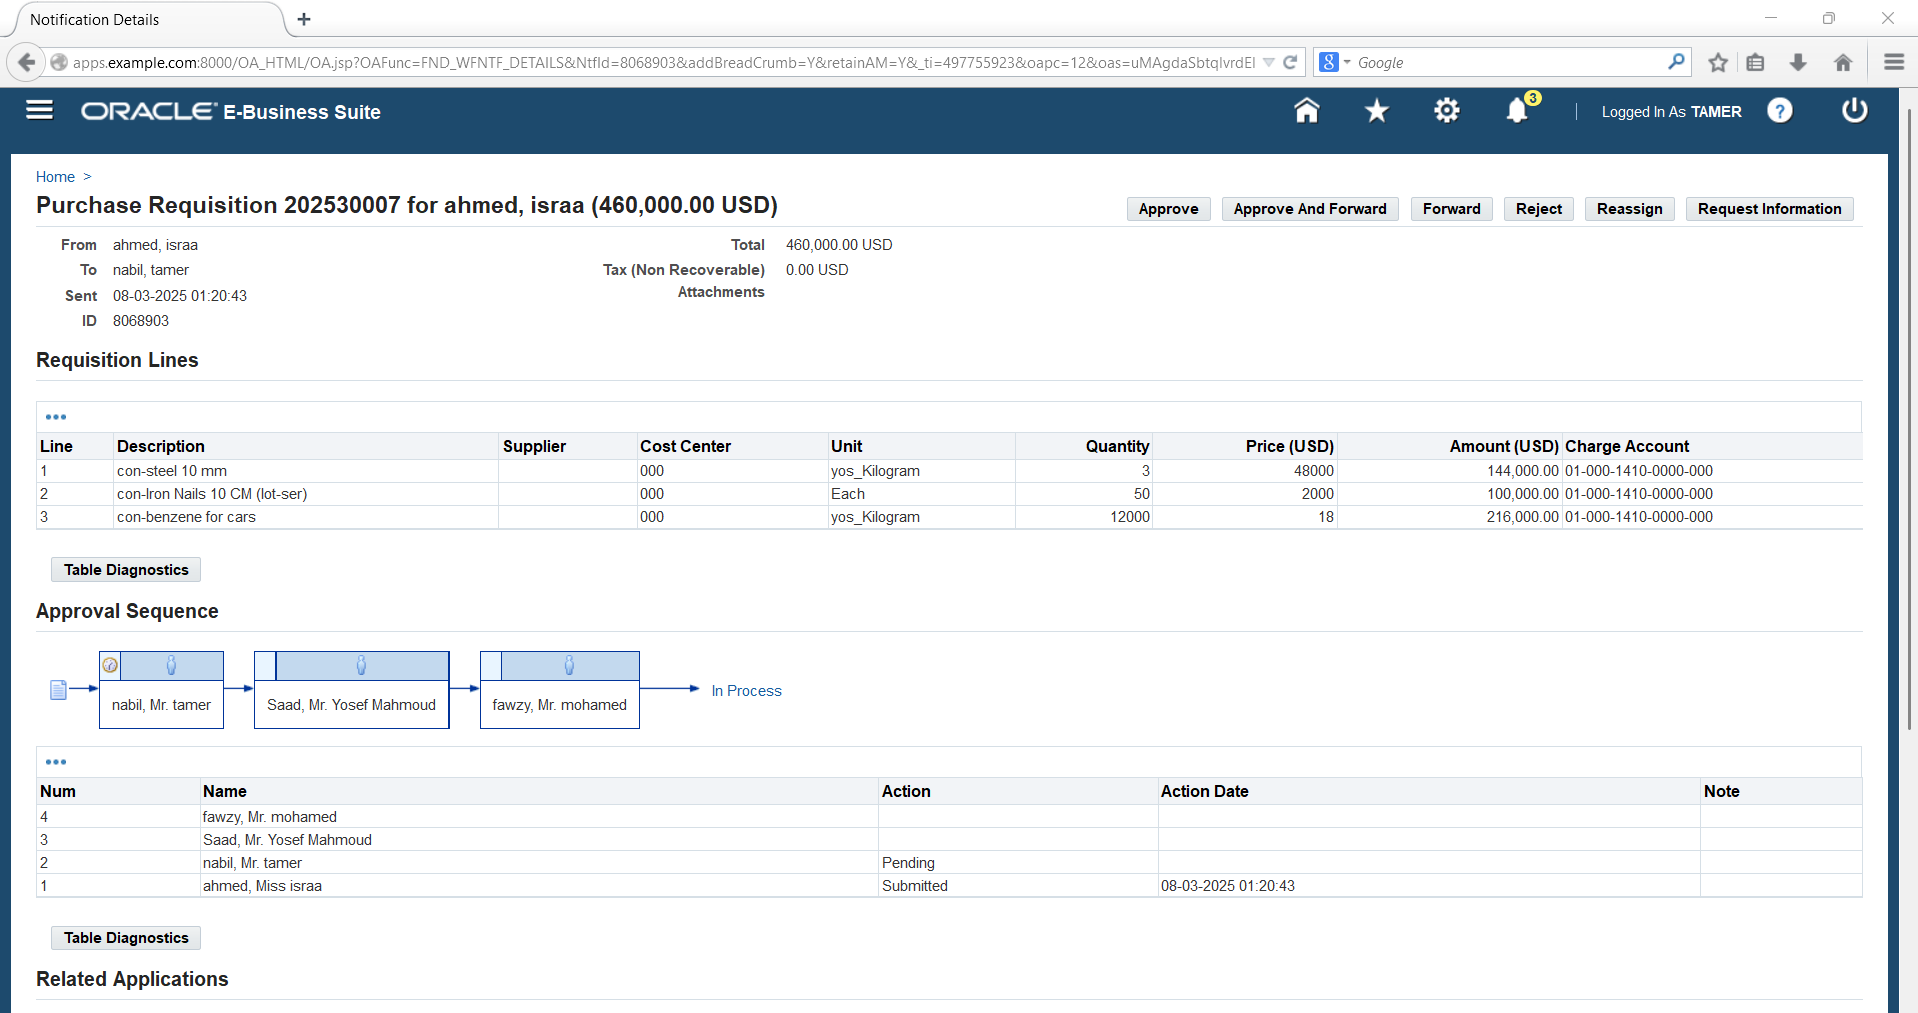 Notification Details
apps.example.com:8000/OA_HTML/OA.jsp?OAFunc=FND_WFNTF_DETAILS&NtfId=8068903&addBreadCrumb=Y&retainAM=Y&_ti=497755923&oapc=12&oas=uMAgdaSbtqIvrdEl
8 Google
ORACLE E-Business Suite
3
Logged In As TAMER
?
Home >
Purchase Requisition 202530007 for ahmed, israa (460,000.00 USD)
Approve Approve And Forward Forward Reject Reassign Request Information
From ahmed, israa Total 460,000.00 USD
To nabil, tamer Tax (Non Recoverable) 0.00 USD
Sent 08-03-2025 01:20:43 Attachments
ID 8068903
Requisition Lines
Line Description Supplier Cost Center Unit Quantity Price (USD) Amount (USD) Charge Account
1 con-steel 10 mm 000 yos_Kilogram 3 48000 144,000.00 01-000-1410-0000-000
2 con-Iron Nails 10 CM (lot-ser) 000 Each 50 2000 100,000.00 01-000-1410-0000-000
3 con-benzene for cars 000 yos_Kilogram 12000 18 216,000.00 01-000-1410-0000-000
Table Diagnostics
Approval Sequence
nabil, Mr. tamer Saad, Mr. Yosef Mahmoud fawzy, Mr. mohamed In Process
Num Name Action Action Date Note
4 fawzy, Mr. mohamed
3 Saad, Mr. Yosef Mahmoud
2 nabil, Mr. tamer Pending
1 ahmed, Miss israa Submitted 08-03-2025 01:20:43
Table Diagnostics
Related Applications